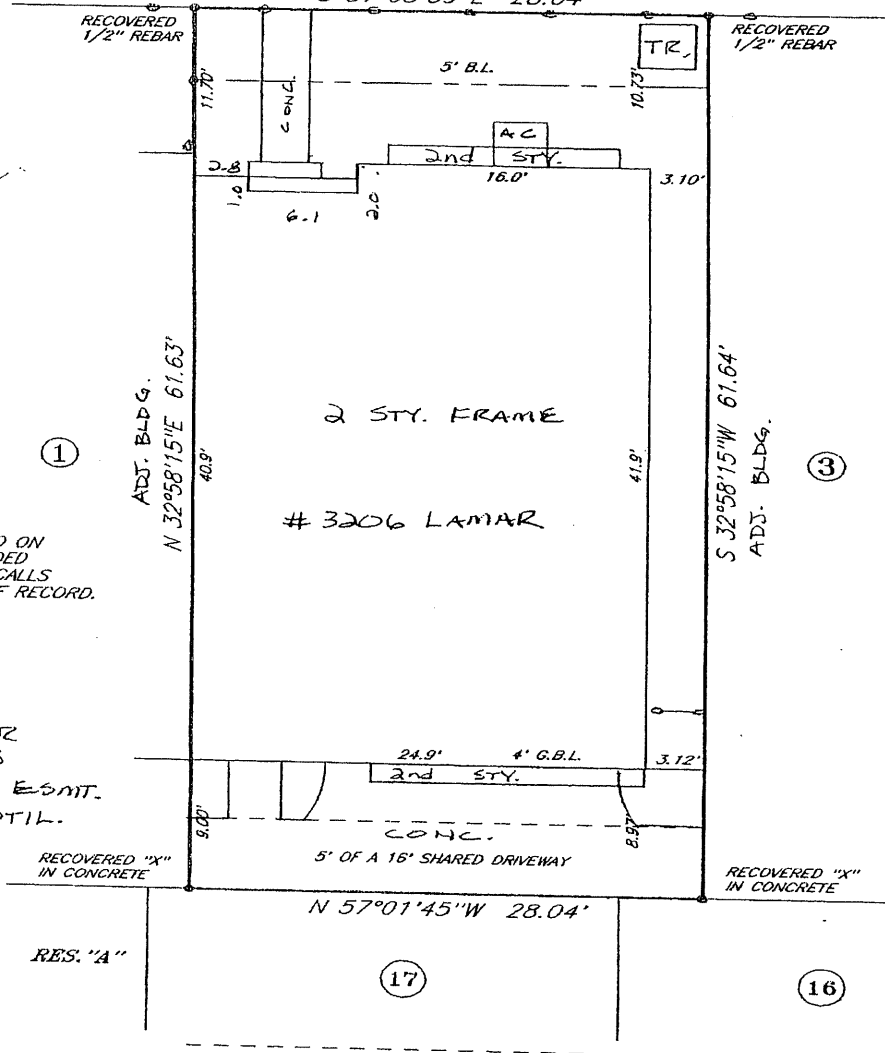 28.04'
RECOVERED
1/2" REBAR
RECOVERED
1/2" REBAR
TR.
5' B.L.
11.70'
CONC.
10.73'
AC
2nd STY.
16.0'
3.10'
2.8
1.0
6.1
2.0
ADJ. BLDG.
N 32°58'15"E 61.63'
40.9'
2 STY. FRAME
# 3206 LAMAR
41.9'
S 32°58'15"W 61.64'
ADJ. BLDG.
1
3
ON
CALLS
RECORD.
ESMT.
24.9'
4' G.B.L.
3.12'
2nd STY.
9.00'
CONC.
8.97'
5' OF A 16' SHARED DRIVEWAY
RECOVERED "X"
IN CONCRETE
RECOVERED "X"
IN CONCRETE
N 57°01'45"W 28.04'
RES. "A"
17
16